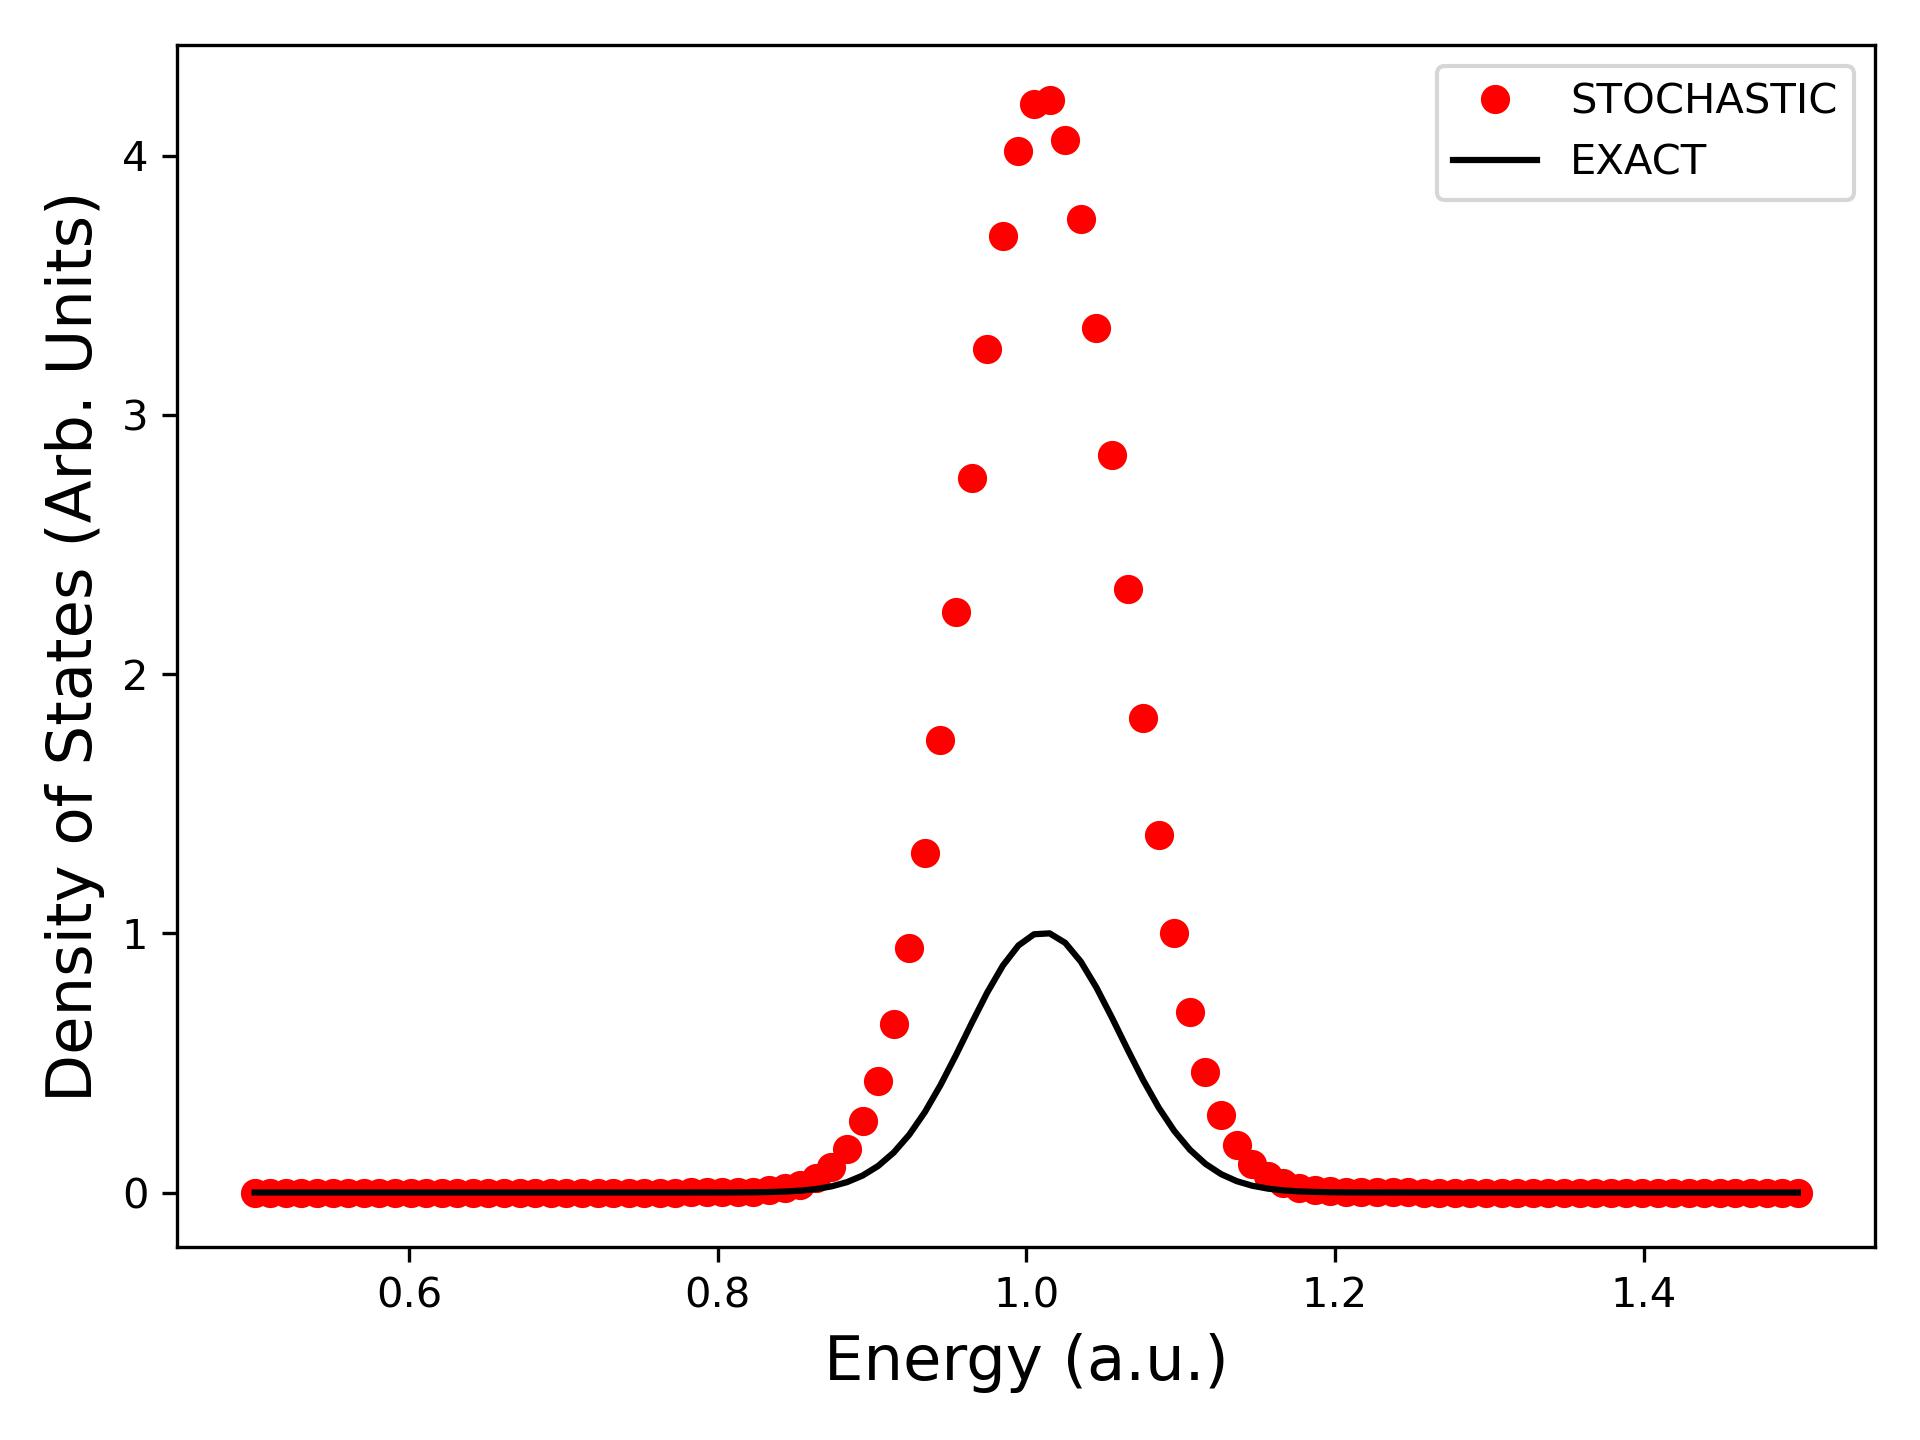 STOCHASTIC
EXACT
Density of States (Arb. Units)
4
3
2
1
0
0.6 0.8 1.0 1.2 1.4
Energy (a.u.)